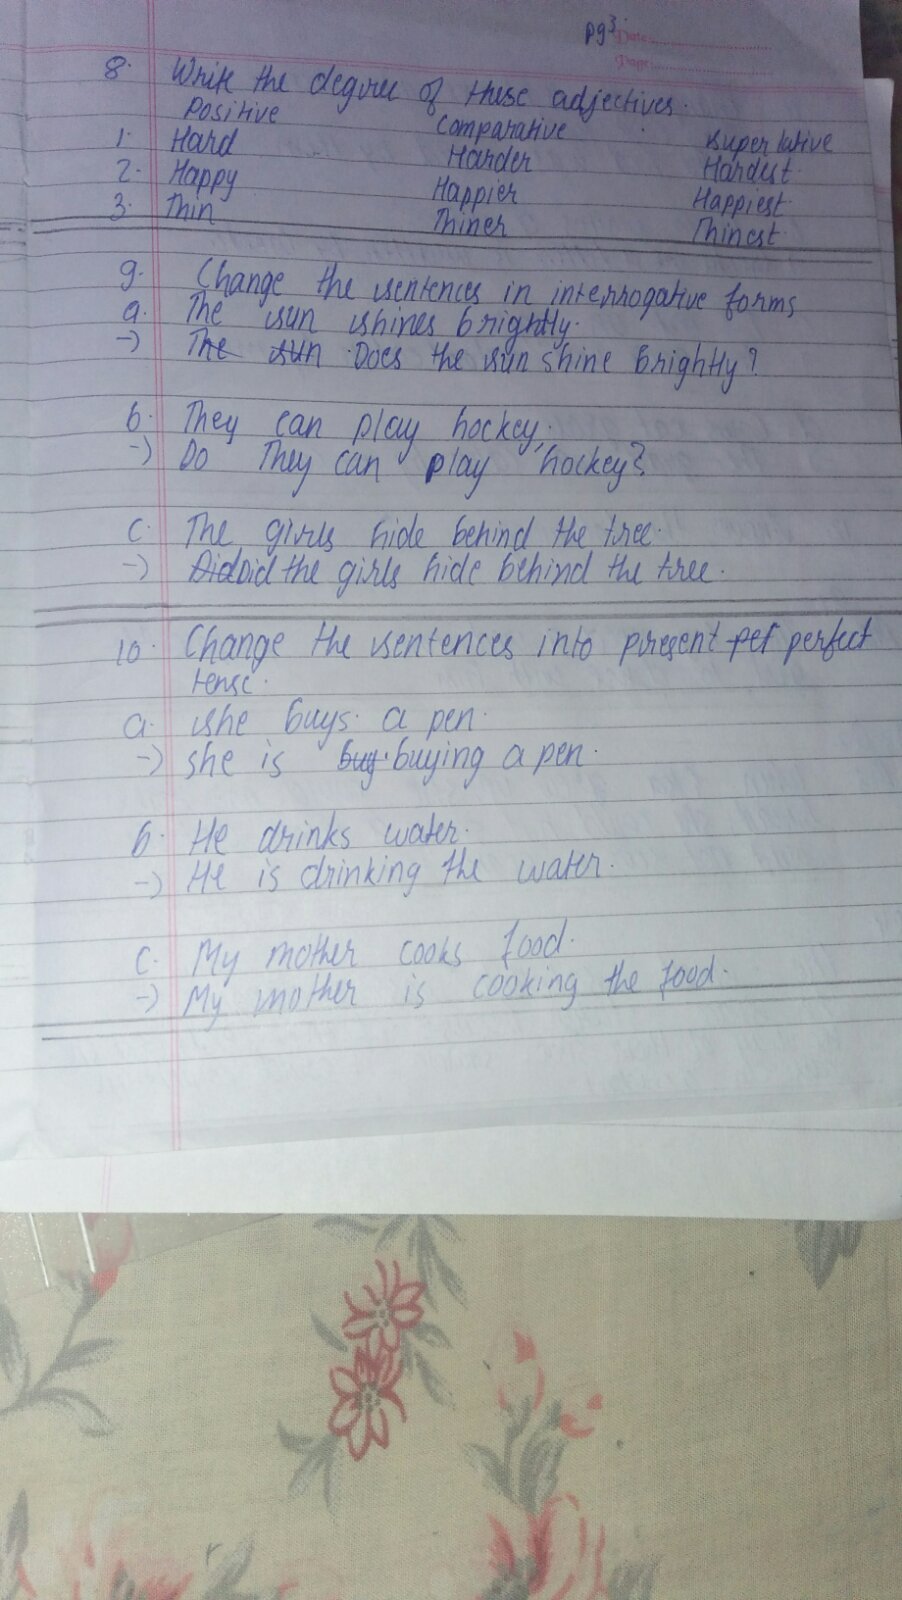 pg 3 Date
Page
8. Write the degree of these adjectives.
Positive Comparative Superlative
1. Hard Harder Hardest.
2. Happy Happier Happiest.
3. Thin Thiner Thinest.
9. Change the sentences in interrogative forms
a. The sun shines brightly.
-) The sun Does the sun shine brightly?
b. They can play hockey.
-) Do They can play hockey?
c. The girls hide behind the tree.
-) Did Did the girls hide behind the tree.
10. Change the sentences into present per perfect
tense.
a. she buys a pen.
-) she is buy buying a pen.
b. He drinks water.
-) He is drinking the water.
c. My mother cooks food.
-) My mother is cooking the food.